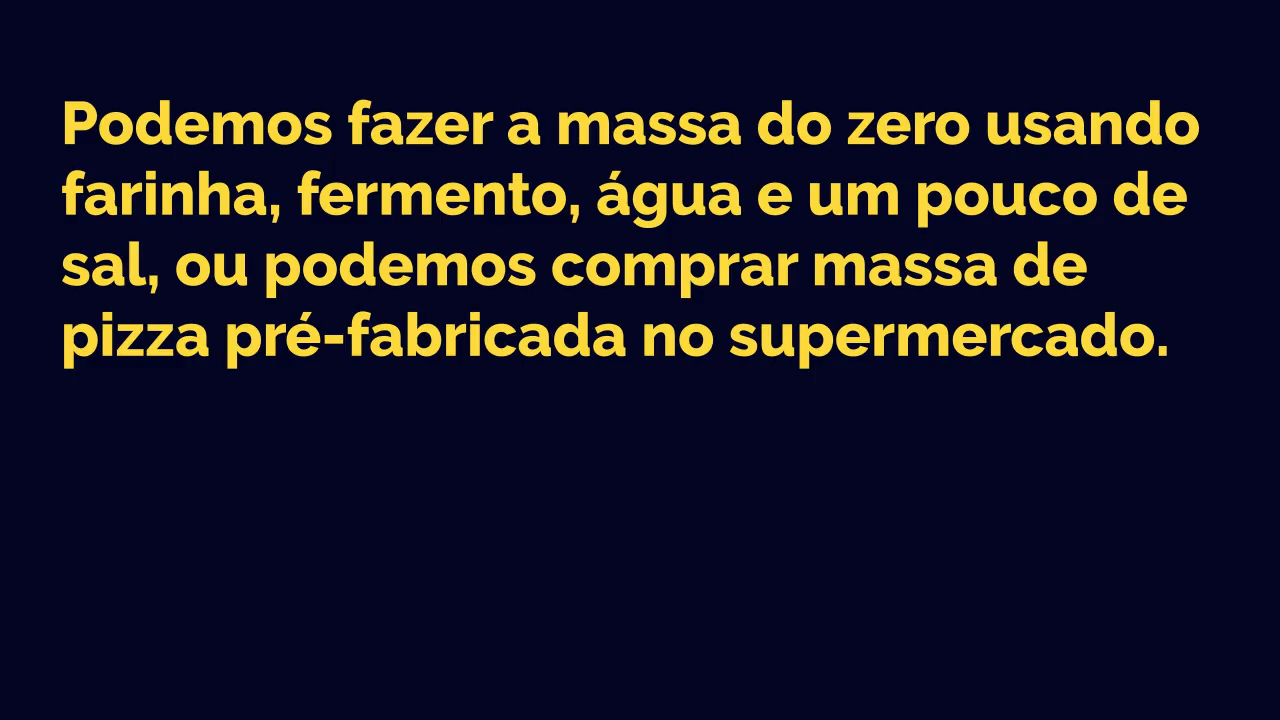 Podemos fazer a massa do zero usando
farinha, fermento, água e um pouco de
sal, ou podemos comprar massa de
pizza pré-fabricada no supermercado.